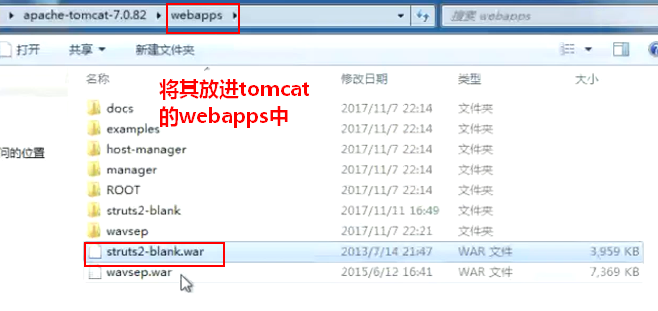 apache-tomcat-7.0.82 ▸ webapps ▸
搜索 webapps
打开 共享 新建文件夹
名称 修改日期 类型 大小
将其放进tomcat
的webapps中
docs 2017/11/7 22:14 文件夹
examples 2017/11/7 22:14 文件夹
问的位置
host-manager 2017/11/7 22:14 文件夹
manager 2017/11/7 22:14 文件夹
ROOT 2017/11/7 22:14 文件夹
struts2-blank 2017/11/11 16:49 文件夹
wavsep 2017/11/7 22:21 文件夹
struts2-blank.war 2013/7/14 21:47 WAR 文件 3,959 KB
wavsep.war 2015/6/12 16:41 WAR 文件 7,369 KB